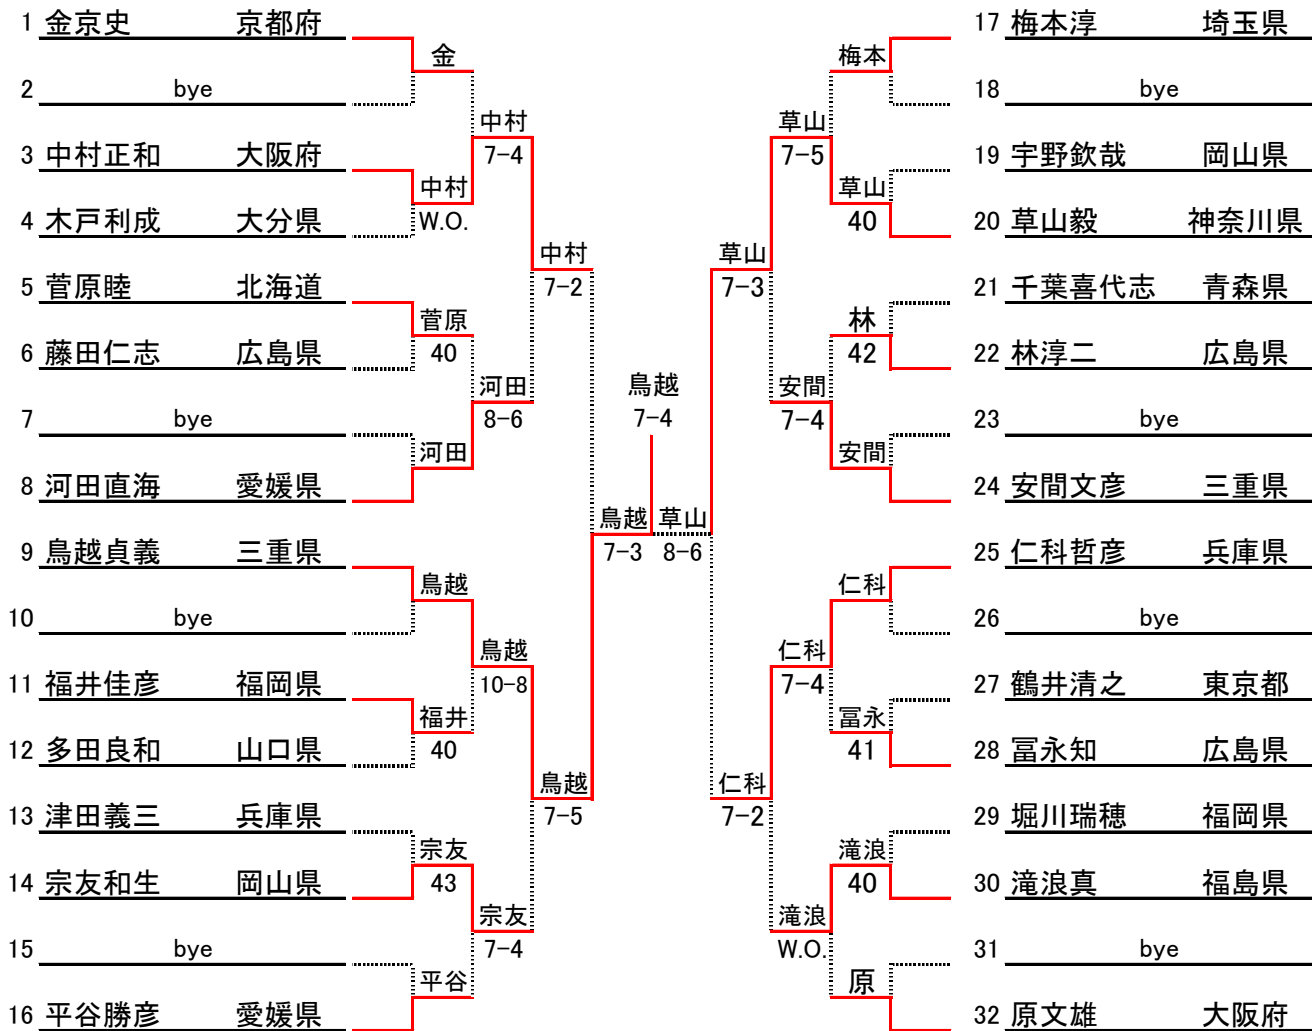 1 金京史 京都府
2 bye
3 中村正和 大阪府
4 木戸利成 大分県
5 菅原睦 北海道
6 藤田仁志 広島県
7 bye
8 河田直海 愛媛県
9 鳥越貞義 三重県
10 bye
11 福井佳彦 福岡県
12 多田良和 山口県
13 津田義三 兵庫県
14 宗友和生 岡山県
15 bye
16 平谷勝彦 愛媛県
金
中村
W.O.
菅原
40
河田
鳥越
福井
40
宗友
43
平谷
中村
7-4
河田
8-6
鳥越
10-8
宗友
7-4
中村
7-2
鳥越
7-5
鳥越
7-3
鳥越
7-4
草山
8-6
草山
7-3
仁科
7-2
草山
7-5
安間
7-4
仁科
7-4
滝浪
W.O.
梅本
草山
40
林
42
安間
仁科
冨永
41
滝浪
40
原
17 梅本淳 埼玉県
18 bye
19 宇野欽哉 岡山県
20 草山毅 神奈川県
21 千葉喜代志 青森県
22 林淳二 広島県
23 bye
24 安間文彦 三重県
25 仁科哲彦 兵庫県
26 bye
27 鶴井清之 東京都
28 冨永知 広島県
29 堀川瑞穂 福岡県
30 滝浪真 福島県
31 bye
32 原文雄 大阪府